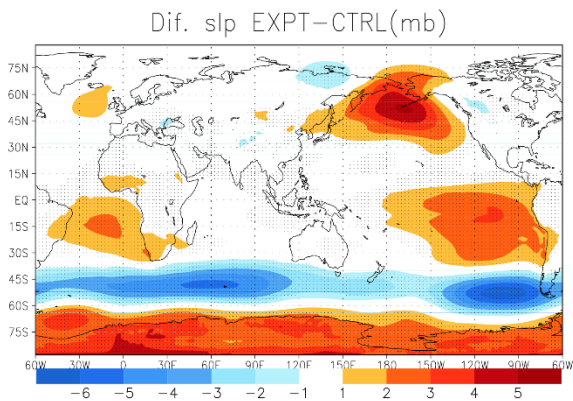 Dif. slp EXPT−CTRL(mb)
75N
60N
45N
30N
15N
EQ
15S
30S
45S
60S
75S
60W 30W 0 30E 60E 90E 120E 150E 180 150W 120W 90W 60W
−6 −5 −4 −3 −2 −1 1 2 3 4 5